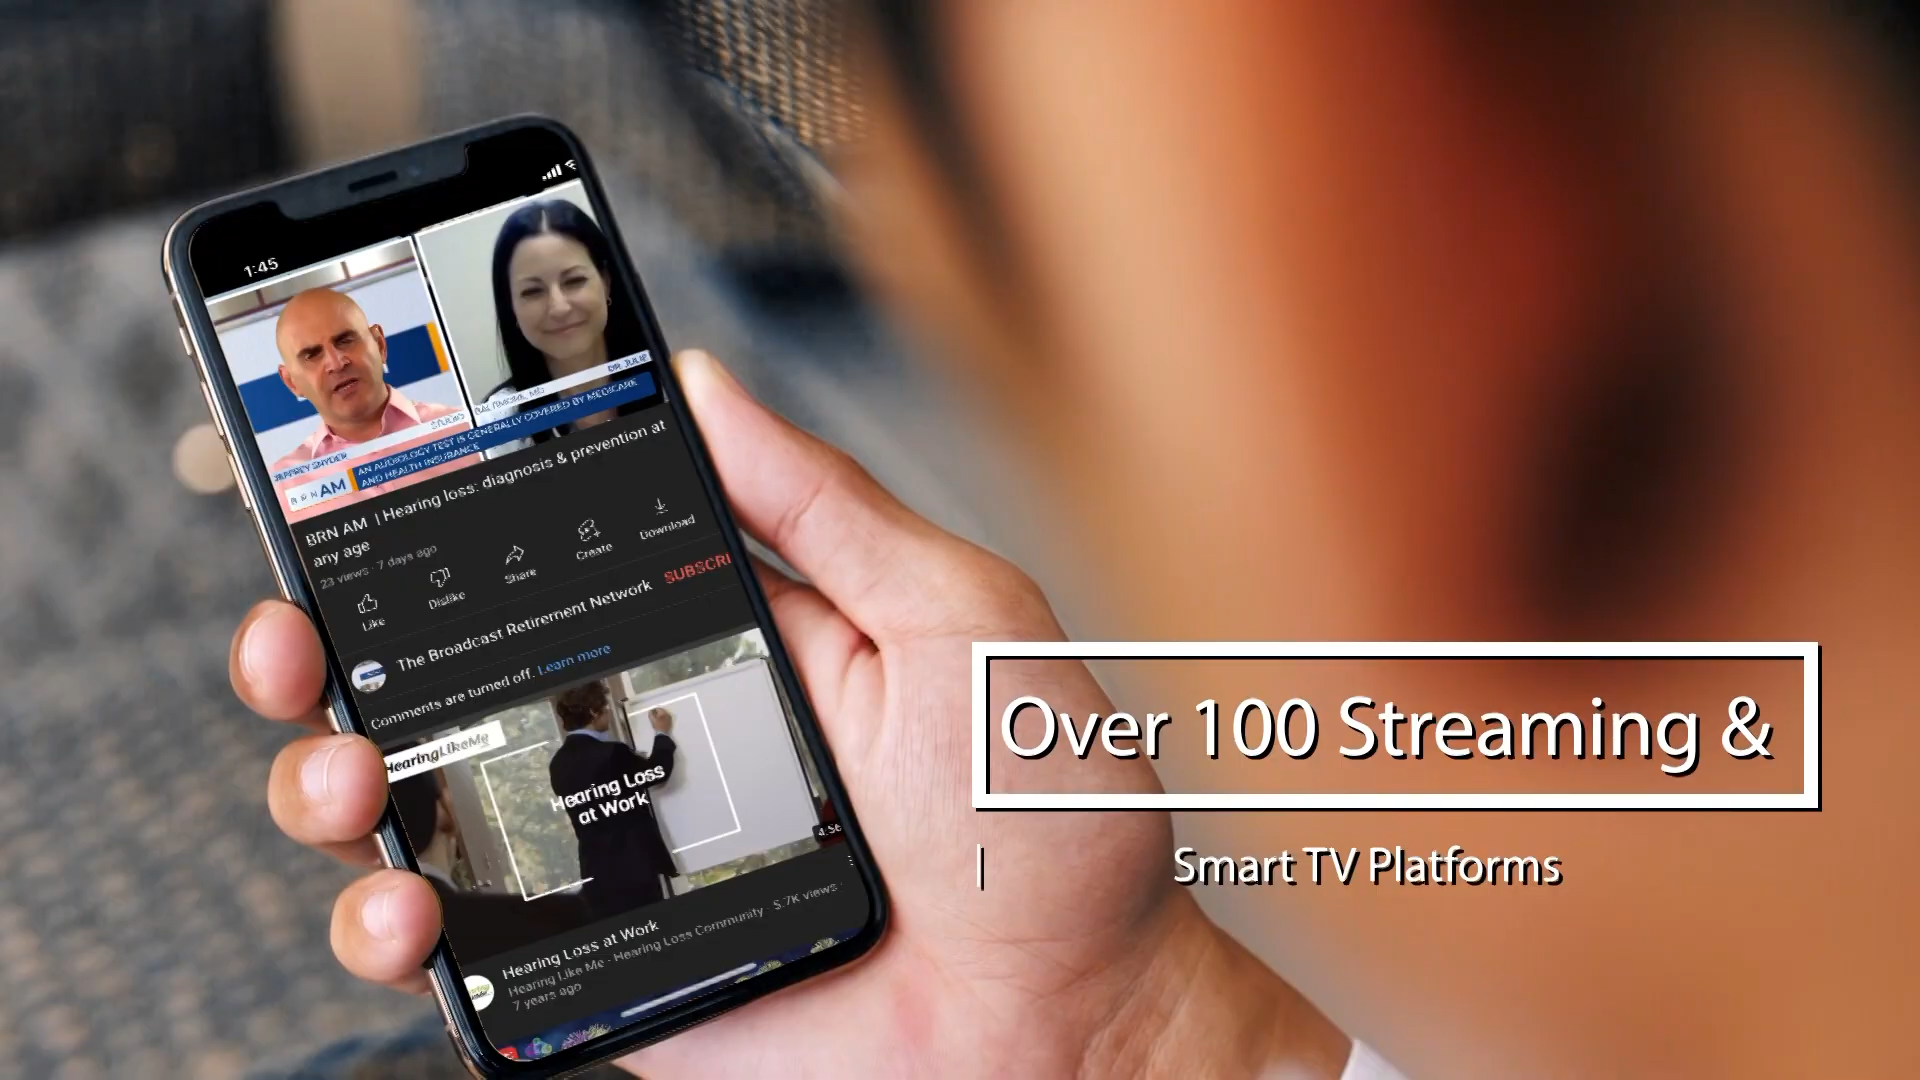 1:45
JEFFREY SNYDER
STUDIO
BALTIMORE, MD
DR. JULIE
BRN AM
AN AUDIOLOGY TEST IS GENERALLY COVERED BY MEDICARE
AND HEALTH INSURANCE
BRN AM | Hearing loss: diagnosis & prevention at
any age
23 views · 7 days ago
Like
Dislike
Share
Create
Download
The Broadcast Retirement Network
SUBSCRI
Comments are turned off. Learn more
HearingLikeMe
Hearing Loss
at Work
Hearing Loss at Work
Hearing Like Me · Hearing Loss Community · 5.7K views ·
7 years ago
Over 100 Streaming &
| Smart TV Platforms